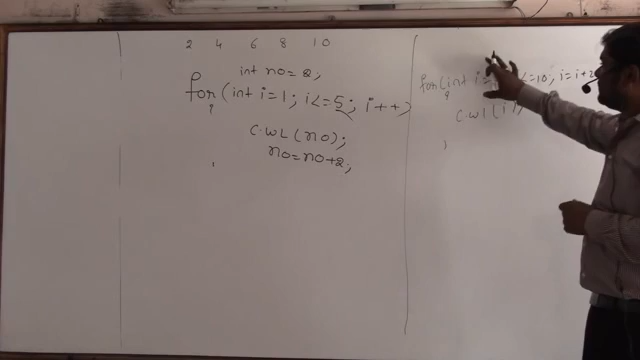 2 4 6 8 10
int no = 2;
for (int i=1; i<=5; i++)
{
c.wl(no);
no = no+2;
}
for(int i= <=10; i=i+2
{
c.wl(i);
}